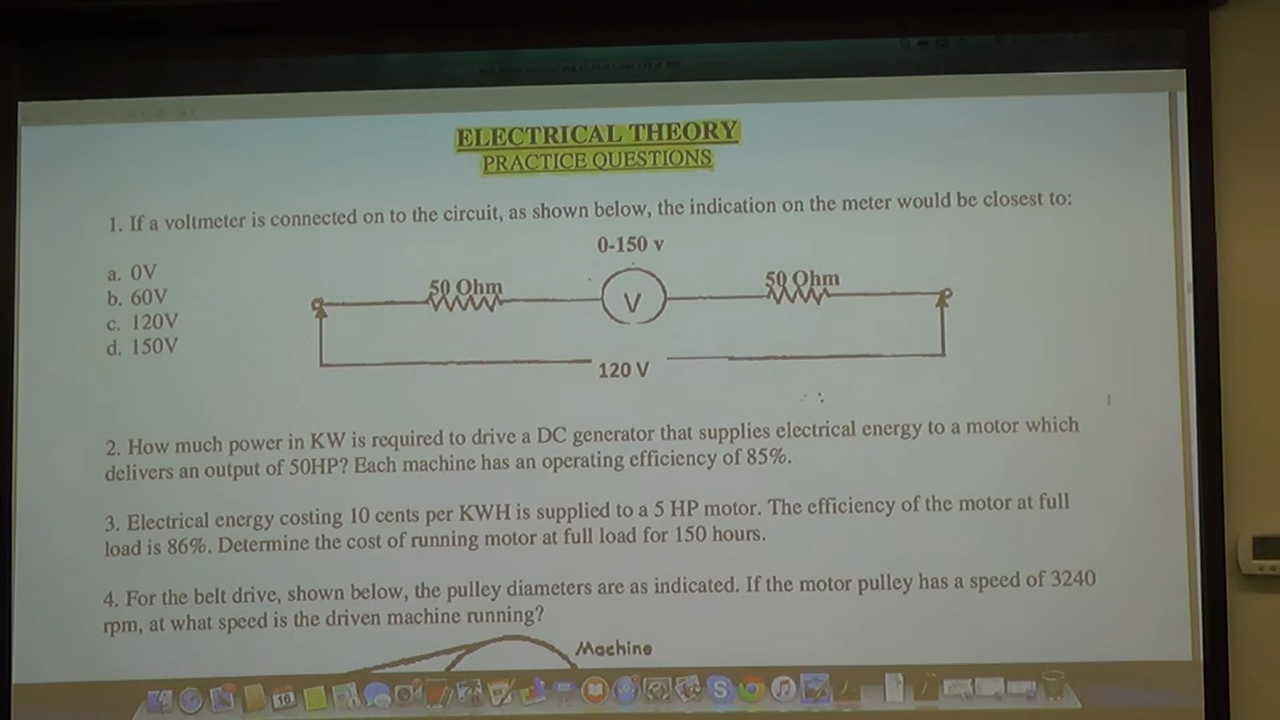 ELECTRICAL THEORY
PRACTICE QUESTIONS
1. If a voltmeter is connected on to the circuit, as shown below, the indication on the meter would be closest to:
0-150 v
a. 0V
b. 60V
c. 120V
d. 150V
50 Ohm
V
50 Ohm
120 V
2. How much power in KW is required to drive a DC generator that supplies electrical energy to a motor which
delivers an output of 50HP? Each machine has an operating efficiency of 85%.
3. Electrical energy costing 10 cents per KWH is supplied to a 5 HP motor. The efficiency of the motor at full
load is 86%. Determine the cost of running motor at full load for 150 hours.
4. For the belt drive, shown below, the pulley diameters are as indicated. If the motor pulley has a speed of 3240
rpm, at what speed is the driven machine running?
Machine